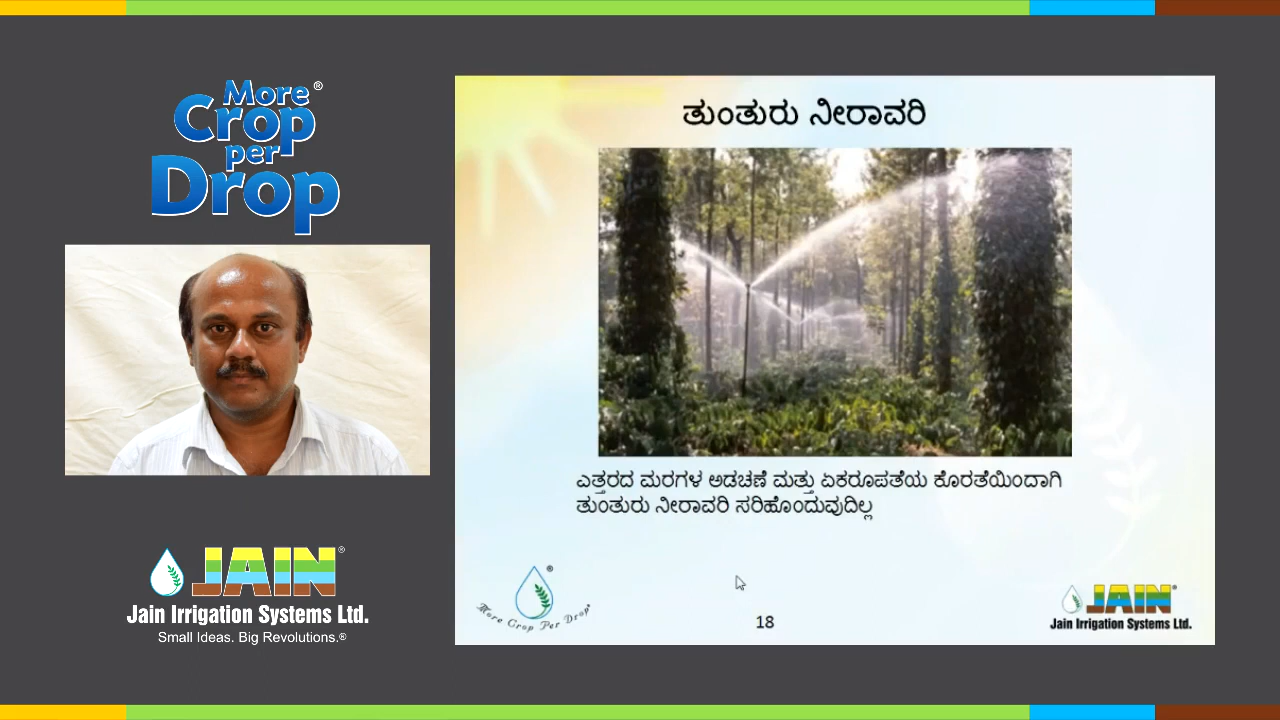 More®
Crop
per
Drop
JAIN®
Jain Irrigation Systems Ltd.
Small Ideas. Big Revolutions.®
ತುಂತುರು ನೀರಾವರಿ
ಎತ್ತರದ ಮರಗಳ ಅಡಚಣೆ ಮತ್ತು ಏಕರೂಪತೆಯ ಕೊರತೆಯಿಂದಾಗಿ
ತುಂತುರು ನೀರಾವರಿ ಸರಿಹೊಂದುವುದಿಲ್ಲ
®
More Crop Per Drop®
18
JAIN®
Jain Irrigation Systems Ltd.